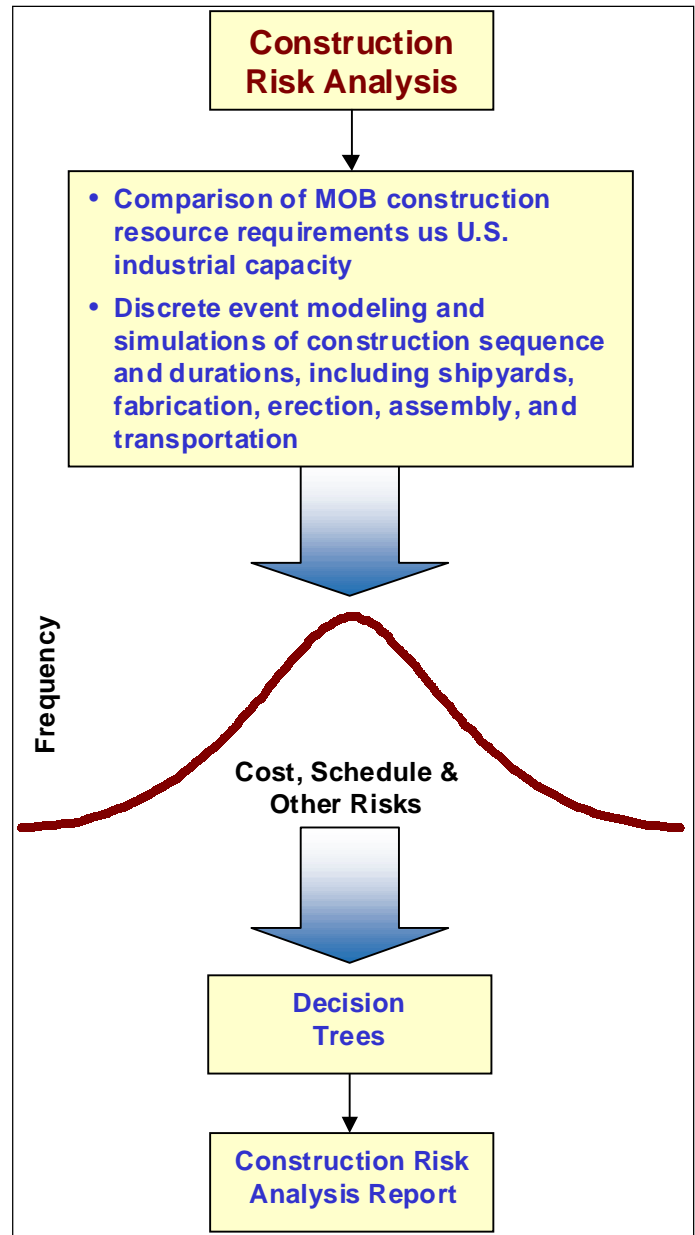 Construction
Risk Analysis
• Comparison of MOB construction
resource requirements us U.S.
industrial capacity
• Discrete event modeling and
simulations of construction sequence
and durations, including shipyards,
fabrication, erection, assembly, and
transportation
Frequency
Cost, Schedule &
Other Risks
Decision
Trees
Construction Risk
Analysis Report